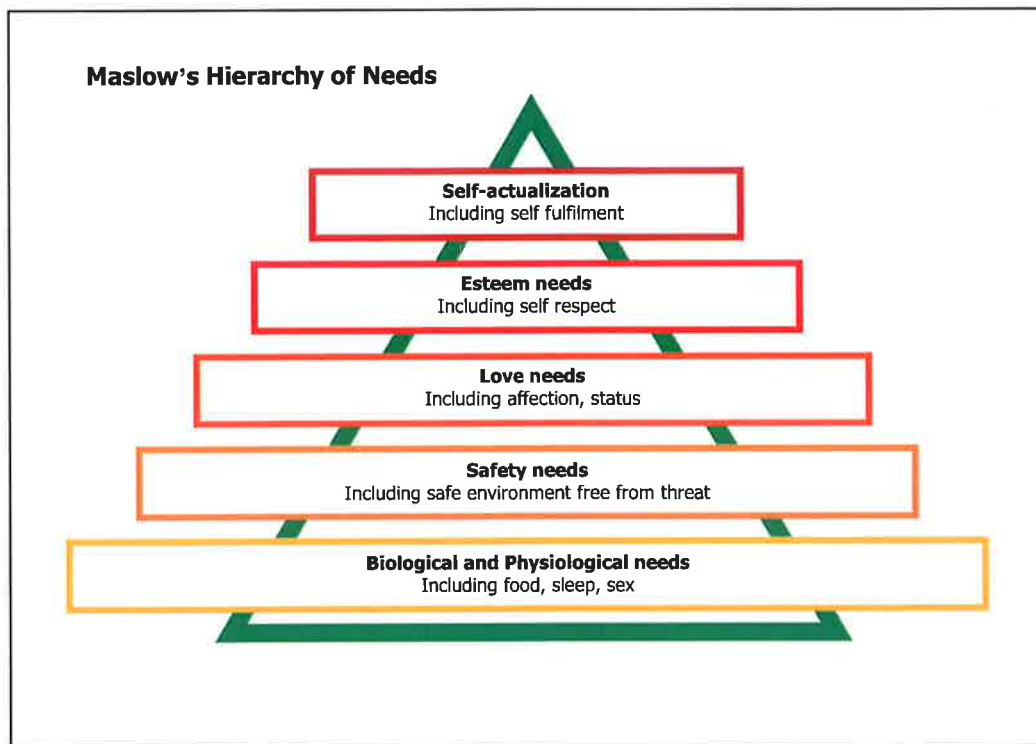 Maslow's Hierarchy of Needs
Self-actualization
Including self fulfilment
Esteem needs
Including self respect
Love needs
Including affection, status
Safety needs
Including safe environment free from threat
Biological and Physiological needs
Including food, sleep, sex